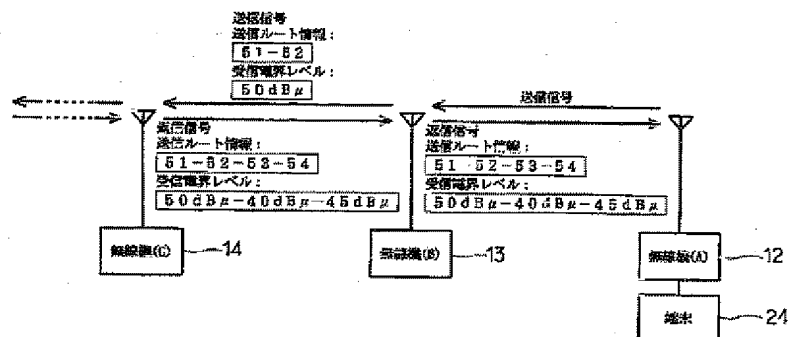 送信信号
送信ルート情報：
51-52
受信電界レベル：
50dBμ
送信信号
返信信号
送信ルート情報：
51-52-53-54
受信電界レベル：
50dBμ-40dBμ-45dBμ
返信信号
送信ルート情報：
51-52-53-54
受信電界レベル：
50dBμ-40dBμ-45dBμ
無線機(C)
14
無線機(B)
13
無線機(A)
12
端末
24